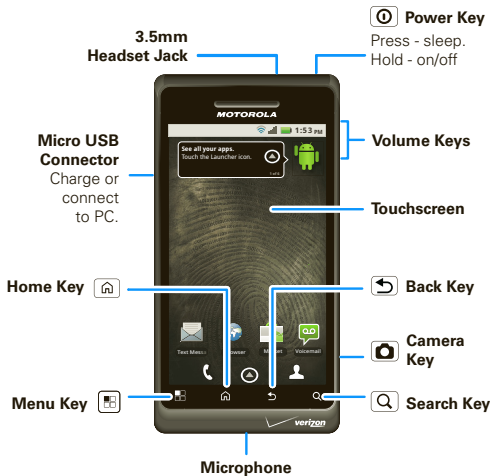 3.5mm
Headset Jack
Power Key
Press - sleep.
Hold - on/off
MOTOROLA
1:53 PM
Micro USB
Connector
Charge or
connect
to PC.
See all your apps.
Touch the Launcher icon.
Volume Keys
Touchscreen
Home Key
Back Key
Text Messa
Voicemail
Camera
Key
Menu Key
Search Key
verizon
Microphone